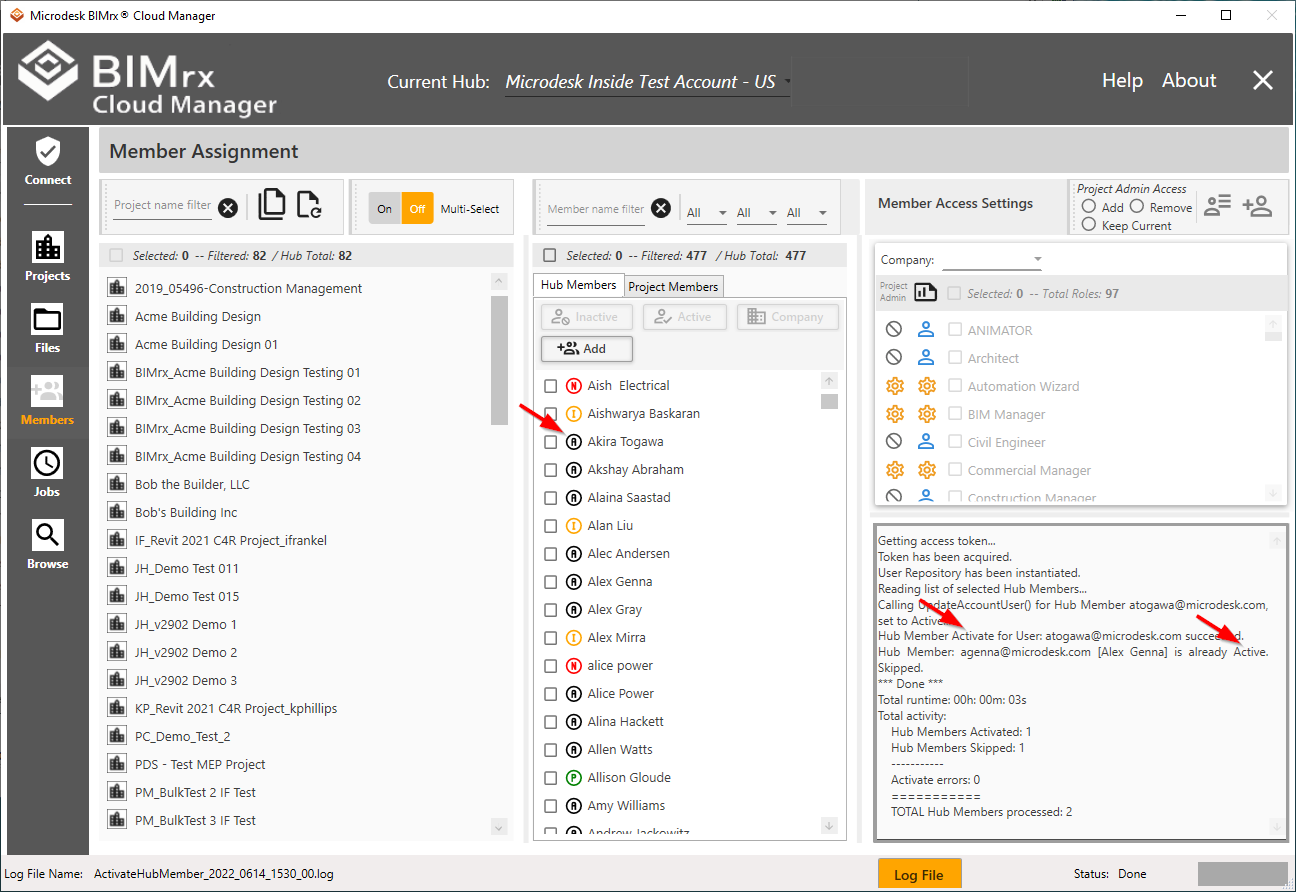 Microdesk BIMrx® Cloud Manager
BIMrx
Cloud Manager
Current Hub: Microdesk Inside Test Account - US
Help About
Connect
Projects
Files
Members
Jobs
Browse
Member Assignment
Project name filter
On Off Multi-Select
Selected: 0 -- Filtered: 82 / Hub Total: 82
2019_05496-Construction Management
Acme Building Design
Acme Building Design 01
BIMrx_Acme Building Design Testing 01
BIMrx_Acme Building Design Testing 02
BIMrx_Acme Building Design Testing 03
BIMrx_Acme Building Design Testing 04
Bob the Builder, LLC
Bob's Building Inc
IF_Revit 2021 C4R Project_ifrankel
JH_Demo Test 011
JH_Demo Test 015
JH_v2902 Demo 1
JH_v2902 Demo 2
JH_v2902 Demo 3
KP_Revit 2021 C4R Project_kphillips
PC_Demo_Test_2
PDS - Test MEP Project
PM_BulkTest 2 IF Test
PM_BulkTest 3 IF Test
Member name filter
All All All
Selected: 0 -- Filtered: 477 / Hub Total: 477
Hub Members Project Members
Inactive Active Company
Add
N Aish Electrical
I Aishwarya Baskaran
A Akira Togawa
A Akshay Abraham
A Alaina Saastad
I Alan Liu
A Alec Andersen
A Alex Genna
A Alex Gray
I Alex Mirra
N alice power
A Alice Power
A Alina Hackett
A Allen Watts
P Allison Gloude
A Amy Williams
A Andrew Jackowitz
Member Access Settings
Project Admin Access
Add Remove
Keep Current
Company:
Project
Admin
Selected: 0 -- Total Roles: 97
ANIMATOR
Architect
Automation Wizard
BIM Manager
Civil Engineer
Commercial Manager
Construction Manager
Getting access token...
Token has been acquired.
User Repository has been instantiated.
Reading list of selected Hub Members...
Calling UpdateAccountUser() for Hub Member atogawa@microdesk.com,
set to Active.
Hub Member Activate for User: atogawa@microdesk.com succeeded.
Hub Member: agenna@microdesk.com [Alex Genna] is already Active.
Skipped.
*** Done ***
Total runtime: 00h: 00m: 03s
Total activity:
Hub Members Activated: 1
Hub Members Skipped: 1
-----------
Activate errors: 0
===========
TOTAL Hub Members processed: 2
Log File Name: ActivateHubMember_2022_0614_1530_00.log
Log File
Status: Done